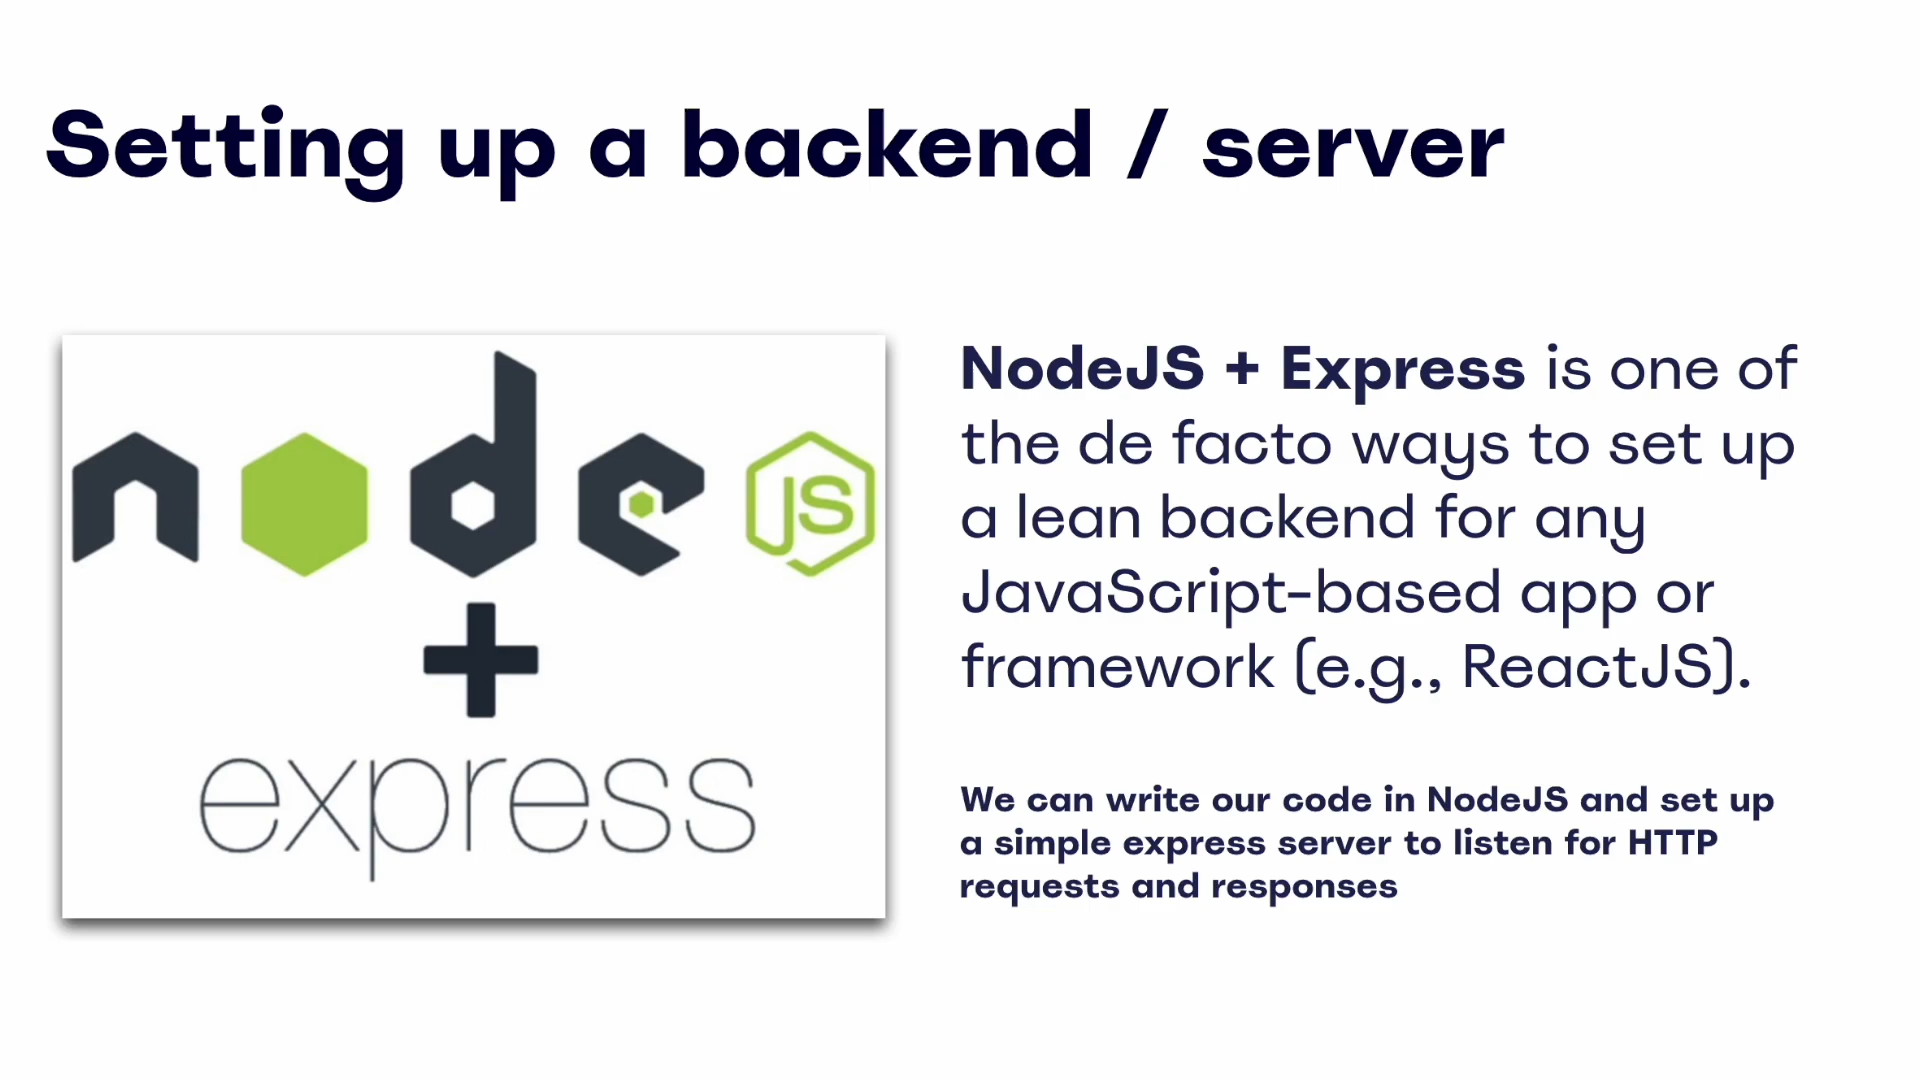 Setting up a backend / server
node JS
+
express
NodeJS + Express is one of
the de facto ways to set up
a lean backend for any
JavaScript-based app or
framework (e.g., ReactJS).
We can write our code in NodeJS and set up
a simple express server to listen for HTTP
requests and responses